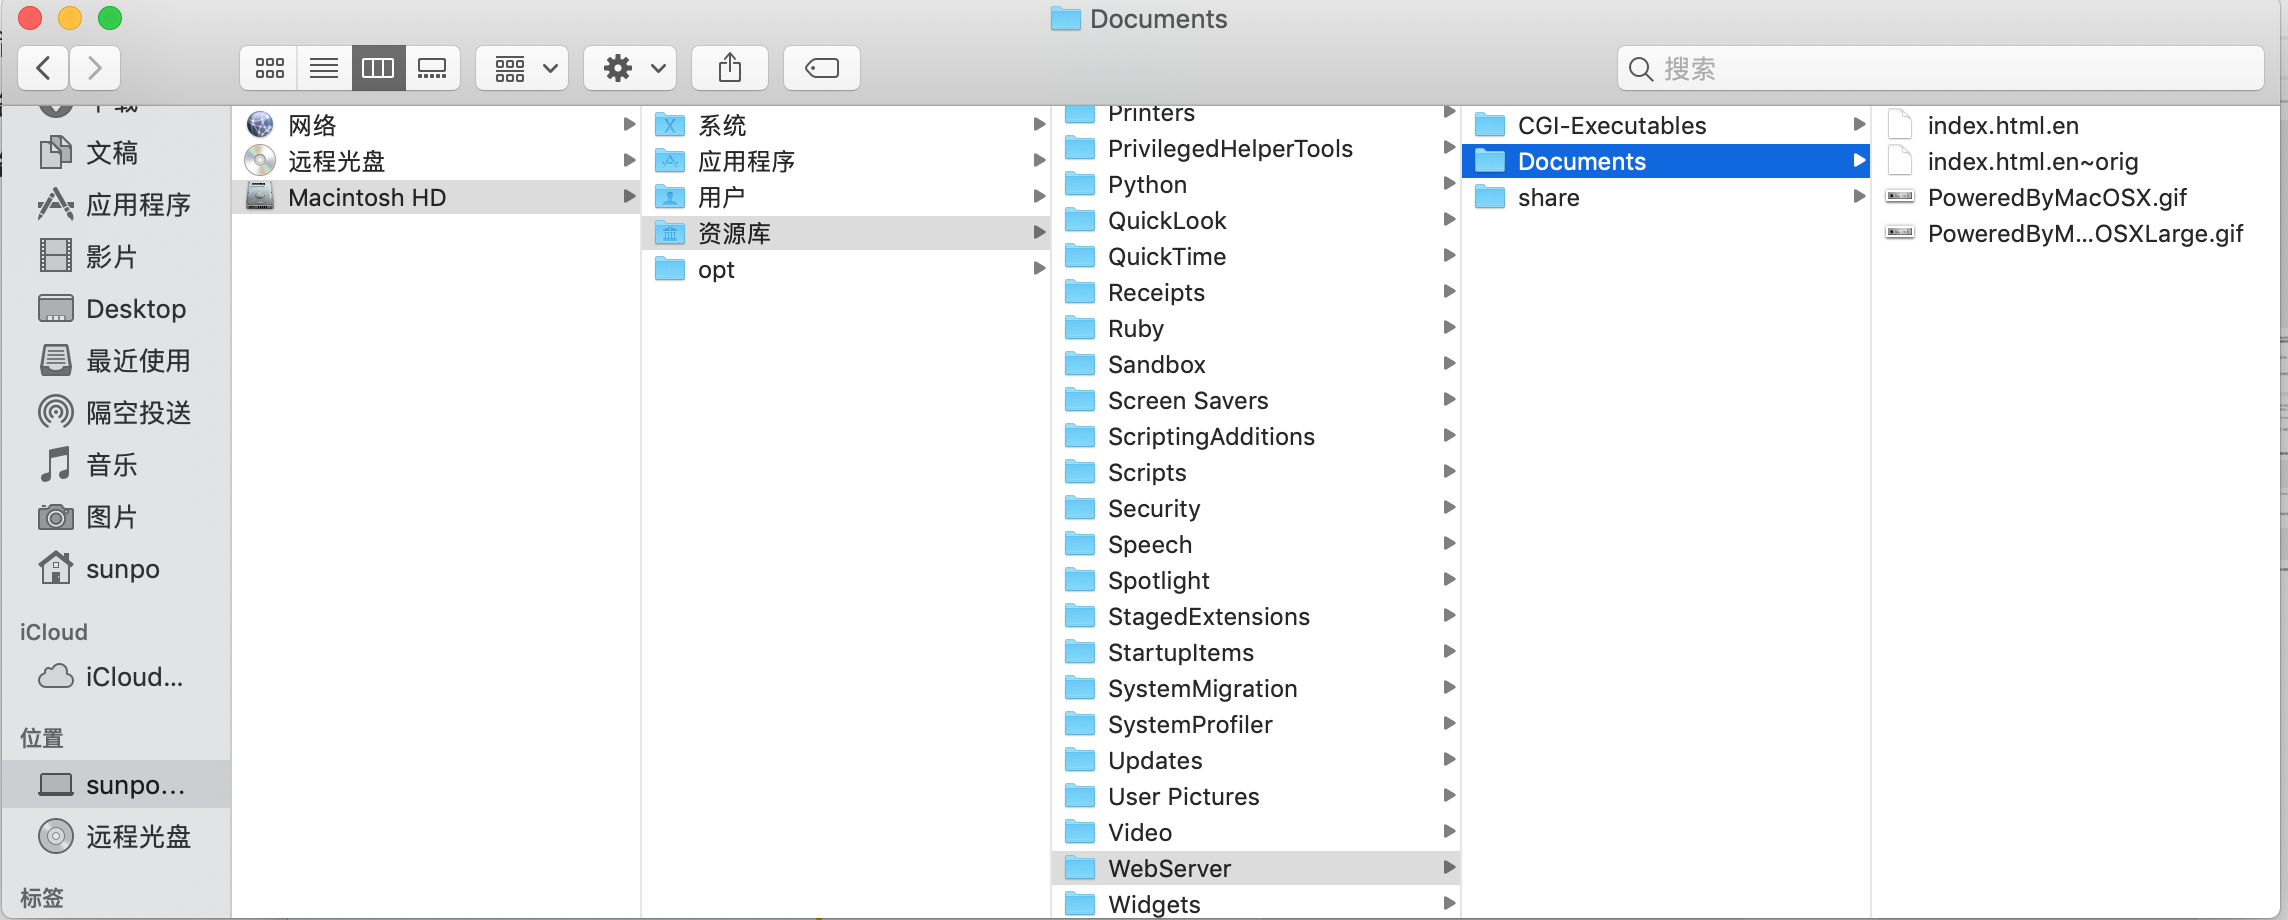 Documents
搜索
下载
文稿
应用程序
影片
Desktop
最近使用
隔空投送
音乐
图片
sunpo
iCloud
iCloud...
位置
sunpo...
远程光盘
标签
网络
远程光盘
Macintosh HD
系统
应用程序
用户
资源库
opt
Printers
PrivilegedHelperTools
Python
QuickLook
QuickTime
Receipts
Ruby
Sandbox
Screen Savers
ScriptingAdditions
Scripts
Security
Speech
Spotlight
StagedExtensions
StartupItems
SystemMigration
SystemProfiler
Updates
User Pictures
Video
WebServer
Widgets
CGI-Executables
Documents
share
index.html.en
index.html.en~orig
PoweredByMacOSX.gif
PoweredByM...OSXLarge.gif